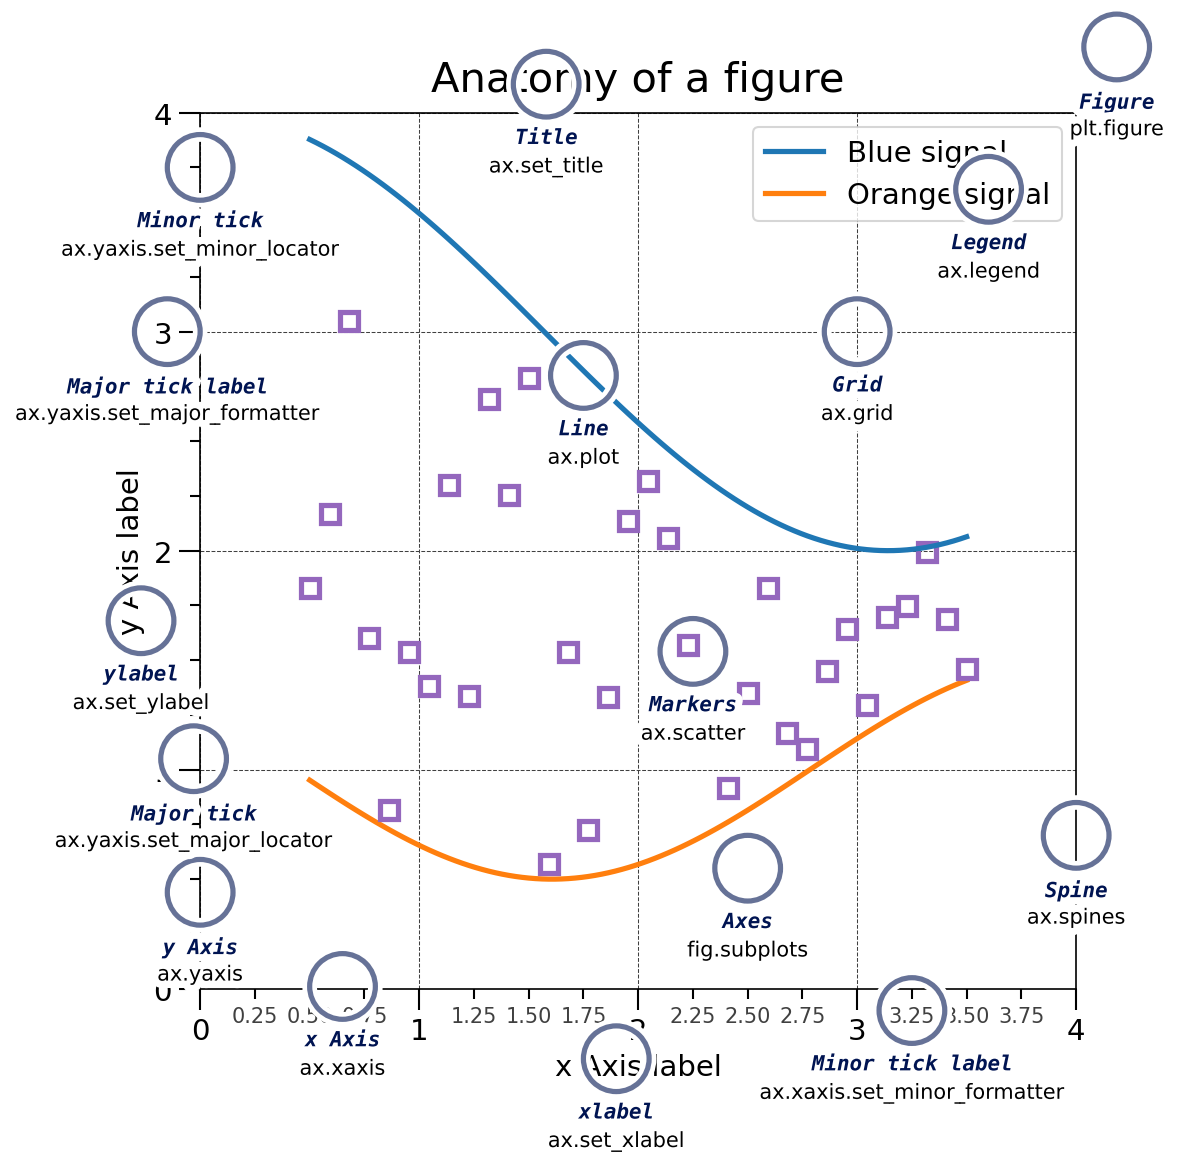 Anatomy of a figure
Figure
plt.figure
Title
ax.set_title
4
Blue signal
Orange signal
Legend
ax.legend
Minor tick
ax.yaxis.set_minor_locator
3
Major tick label
ax.yaxis.set_major_formatter
Grid
ax.grid
Line
ax.plot
2
y Axis label
ylabel
ax.set_ylabel
Markers
ax.scatter
Major tick
ax.yaxis.set_major_locator
Axes
fig.subplots
Spine
ax.spines
y Axis
ax.yaxis
0
0 0.25 1 1.25 1.50 1.75 2.25 2.50 2.75 3 3.25 3.50 3.75 4
x Axis
ax.xaxis
Minor tick label
ax.xaxis.set_minor_formatter
x Axis label
xlabel
ax.set_xlabel